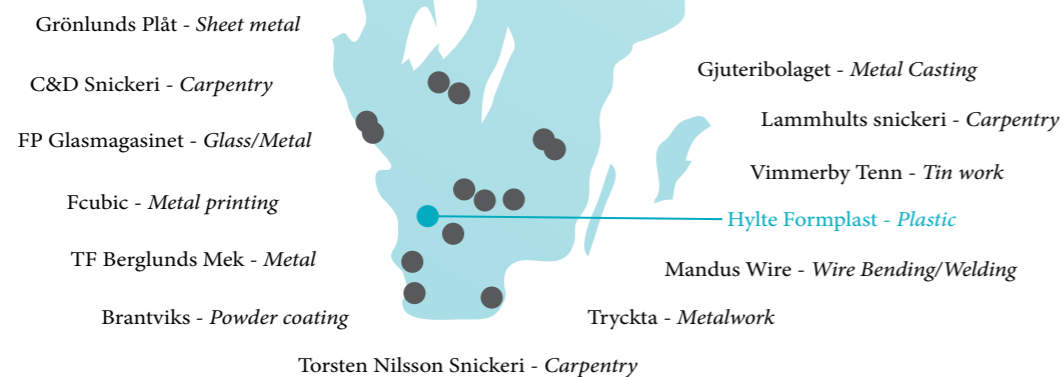 Grönlunds Plåt - Sheet metal
C&D Snickeri - Carpentry
FP Glasmagasinet - Glass/Metal
Fcubic - Metal printing
TF Berglunds Mek - Metal
Brantviks - Powder coating
Torsten Nilsson Snickeri - Carpentry
Gjuteribolaget - Metal Casting
Lammhults snickeri - Carpentry
Vimmerby Tenn - Tin work
Hylte Formplast - Plastic
Mandus Wire - Wire Bending/Welding
Tryckta - Metalwork